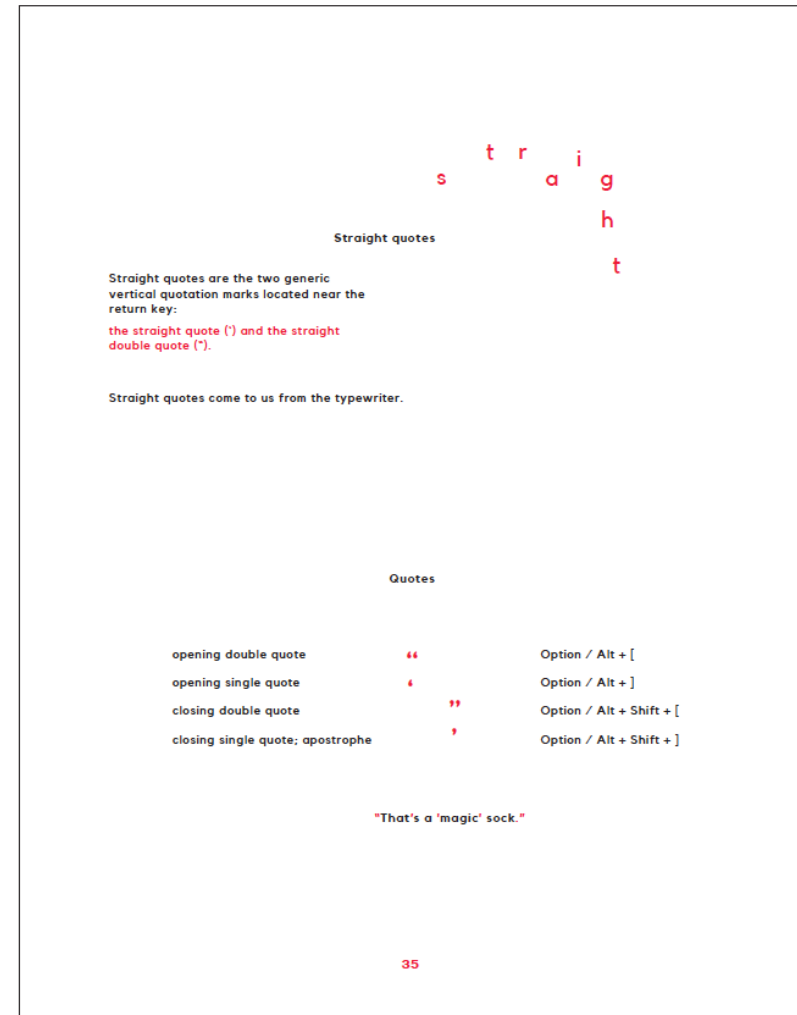 straight
Straight quotes
Straight quotes are the two generic
vertical quotation marks located near the
return key:
the straight quote (') and the straight
double quote (").
Straight quotes come to us from the typewriter.
Quotes
opening double quote “ Option / Alt + [
opening single quote ‘ Option / Alt + ]
closing double quote ” Option / Alt + Shift + [
closing single quote; apostrophe ’ Option / Alt + Shift + ]
"That's a 'magic' sock."
35